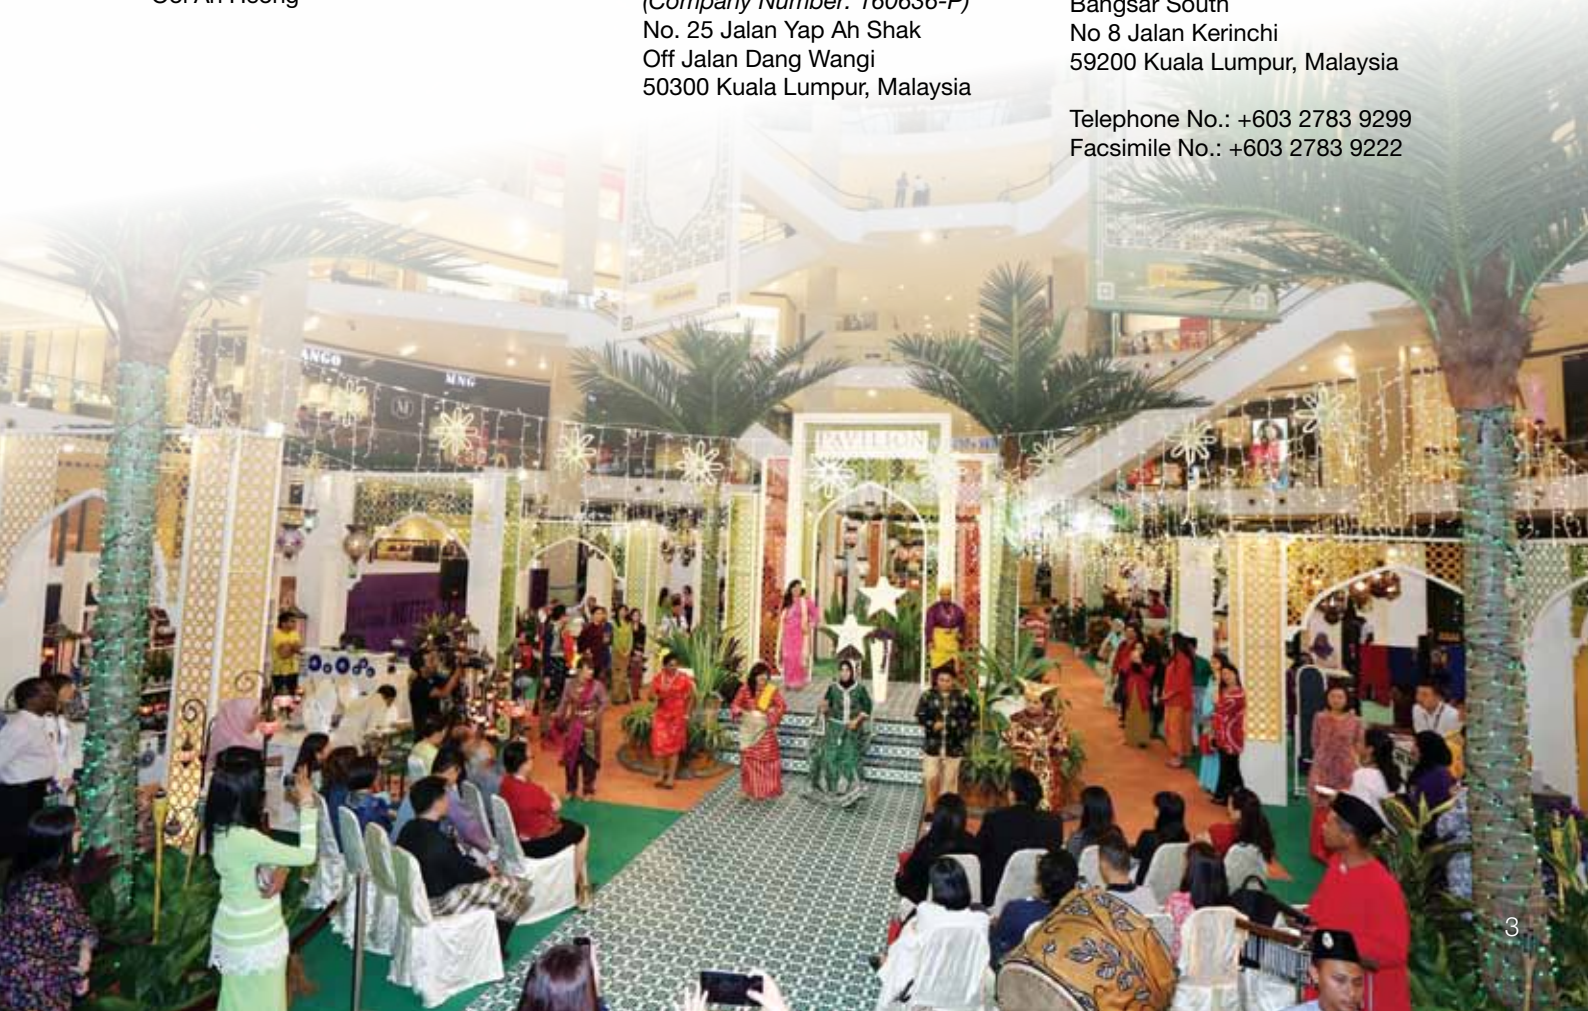 (Company Number: 160636-P)
No. 25 Jalan Yap Ah Shak
Off Jalan Dang Wangi
50300 Kuala Lumpur, Malaysia
Bangsar South
No 8 Jalan Kerinchi
59200 Kuala Lumpur, Malaysia
Telephone No.: +603 2783 9299
Facsimile No.: +603 2783 9222
ANGO
MNG
M
PAVILION
3